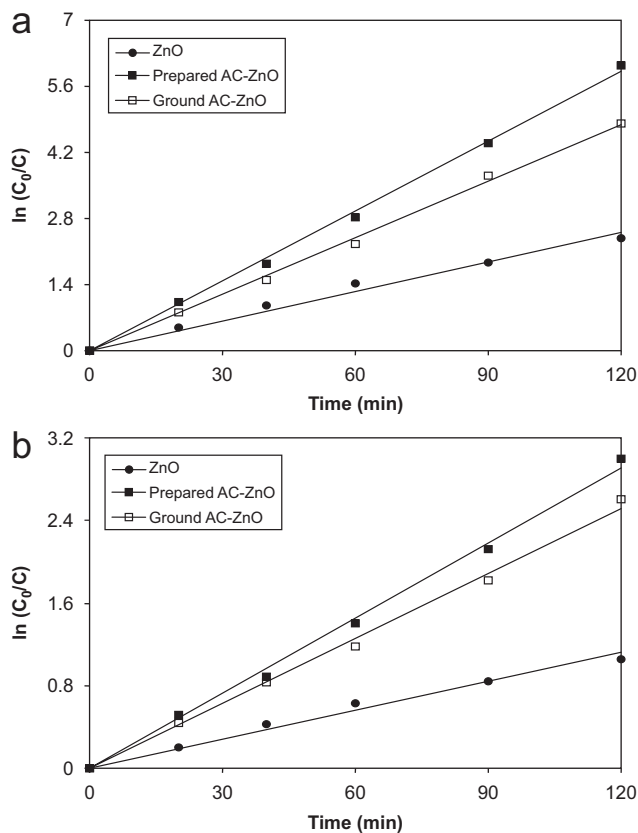 a
7
5.6
4.2
2.8
1.4
0
ln (C₀/C)
ZnO
Prepared AC-ZnO
Ground AC-ZnO
0 30 60 90 120
Time (min)
b
3.2
2.4
1.6
0.8
0
ln (C₀/C)
ZnO
Prepared AC-ZnO
Ground AC-ZnO
0 30 60 90 120
Time (min)